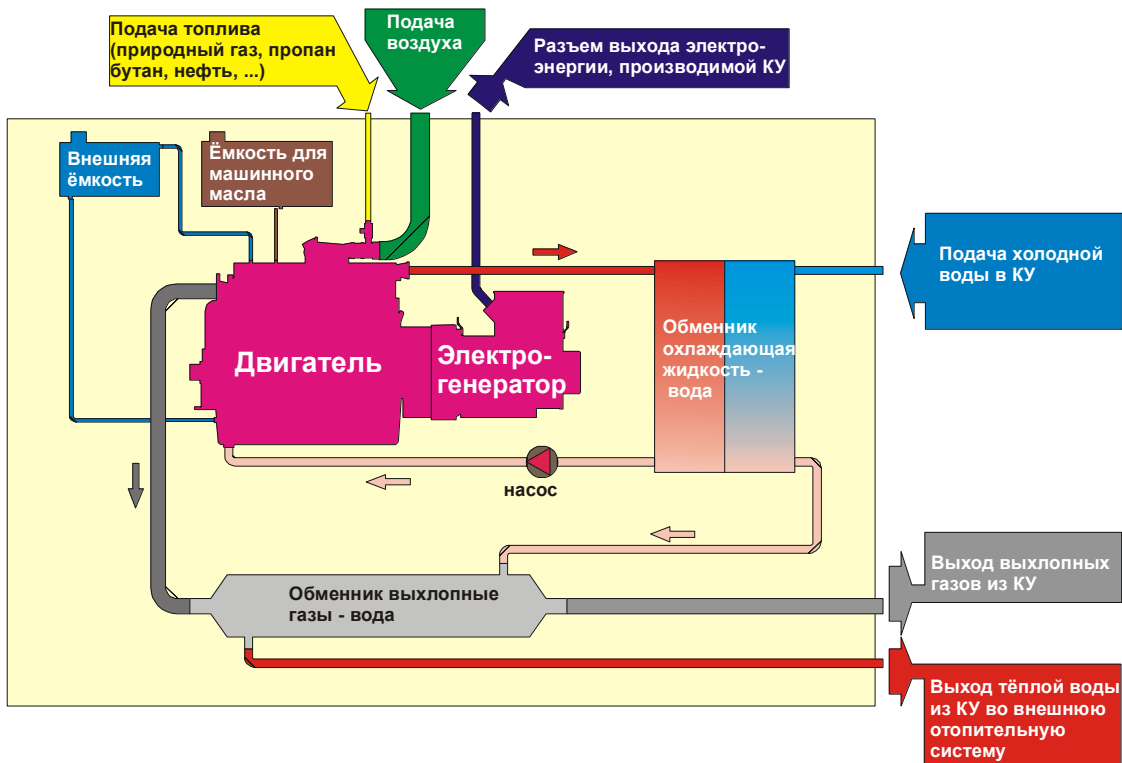 Подача топлива
(природный газ, пропан
бутан, нефть, ...)
Подача
воздуха
Разъем выхода электро-
энергии, производимой КУ
Внешняя
ёмкость
Ёмкость для
машинного
масла
Подача холодной
воды в КУ
Двигатель
Электро-
генератор
Обменник
охлаждающая
жидкость -
вода
насос
Обменник выхлопные
газы - вода
Выход выхлопных
газов из КУ
Выход тёплой воды
из КУ во внешнюю
отопительную
систему